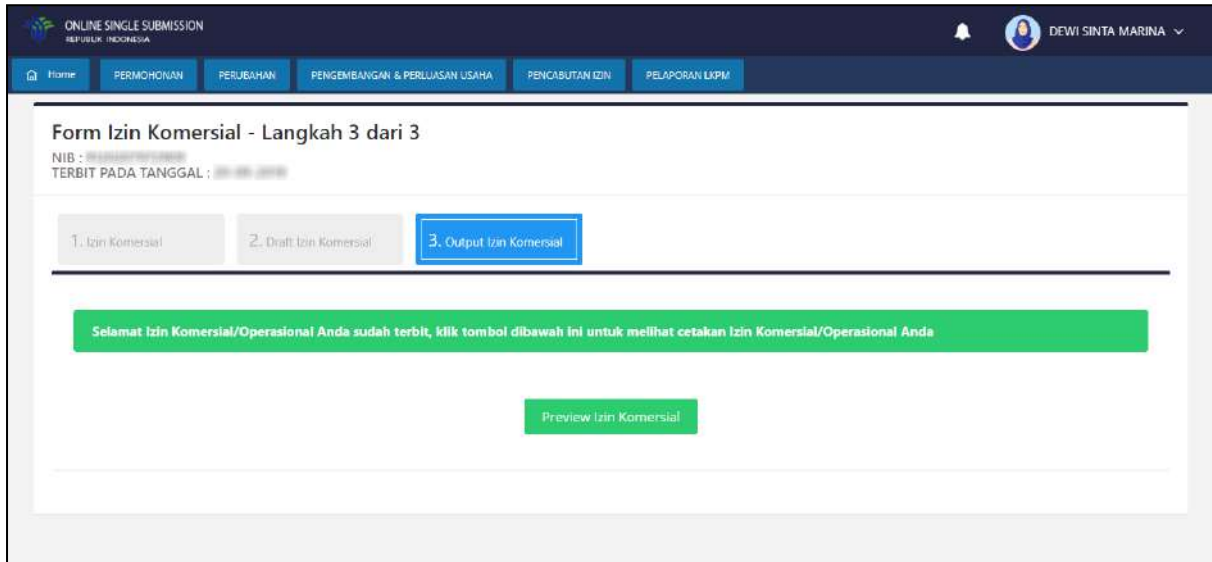 ONLINE SINGLE SUBMISSION
REPUBLIK INDONESIA
DEWI SINTA MARINA
Home PERMOHONAN PERUBAHAN PENGEMBANGAN & PERLUASAN USAHA PENCABUTAN IZIN PELAPORAN LKPM
Form Izin Komersial - Langkah 3 dari 3
NIB :
TERBIT PADA TANGGAL :
1. Izin Komersial 2. Draft Izin Komersial 3. Output Izin Komersial
Selamat Izin Komersial/Operasional Anda sudah terbit, klik tombol dibawah ini untuk melihat cetakan Izin Komersial/Operasional Anda
Preview Izin Komersial